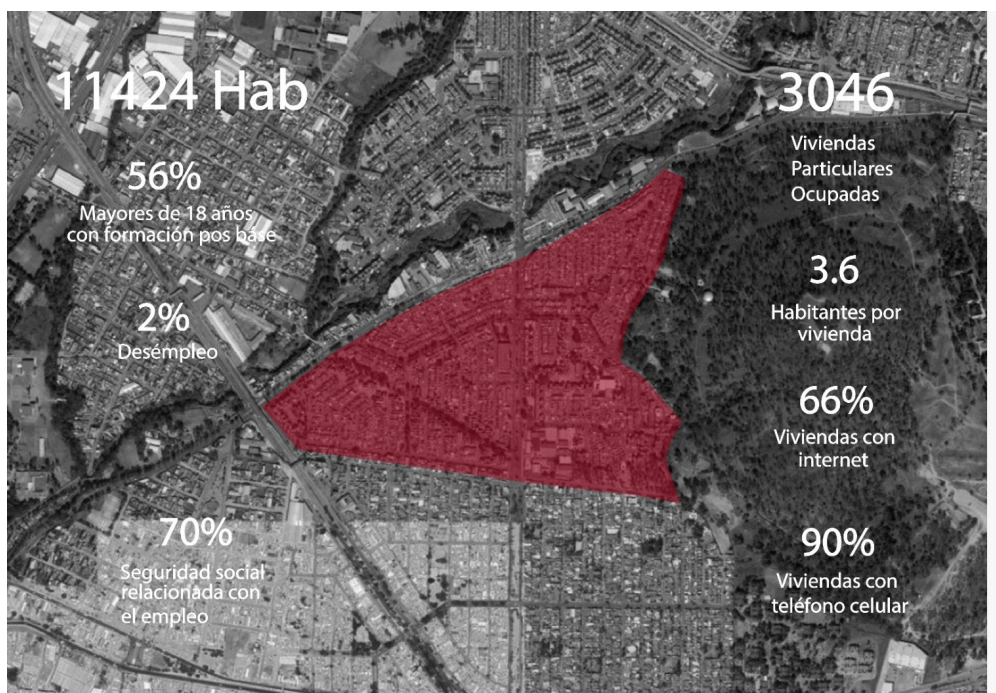 11424 Hab
56%
Mayores de 18 años
con formación pos base
2%
Desémpleo
70%
Seguridad social
relacionada con
el empleo
3046
Viviendas
Particulares
Ocupadas
3.6
Habitantes por
vivienda
66%
Viviendas con
internet
90%
Viviendas con
teléfono celular